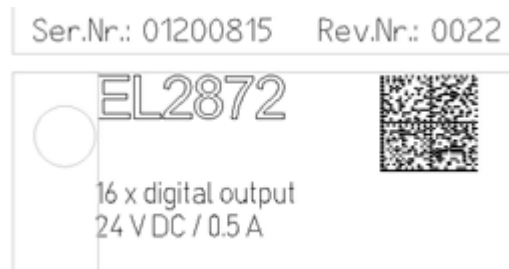 Ser.Nr.: 01200815 Rev.Nr.: 0022
EL2872
16 x digital output
24 V DC / 0.5 A